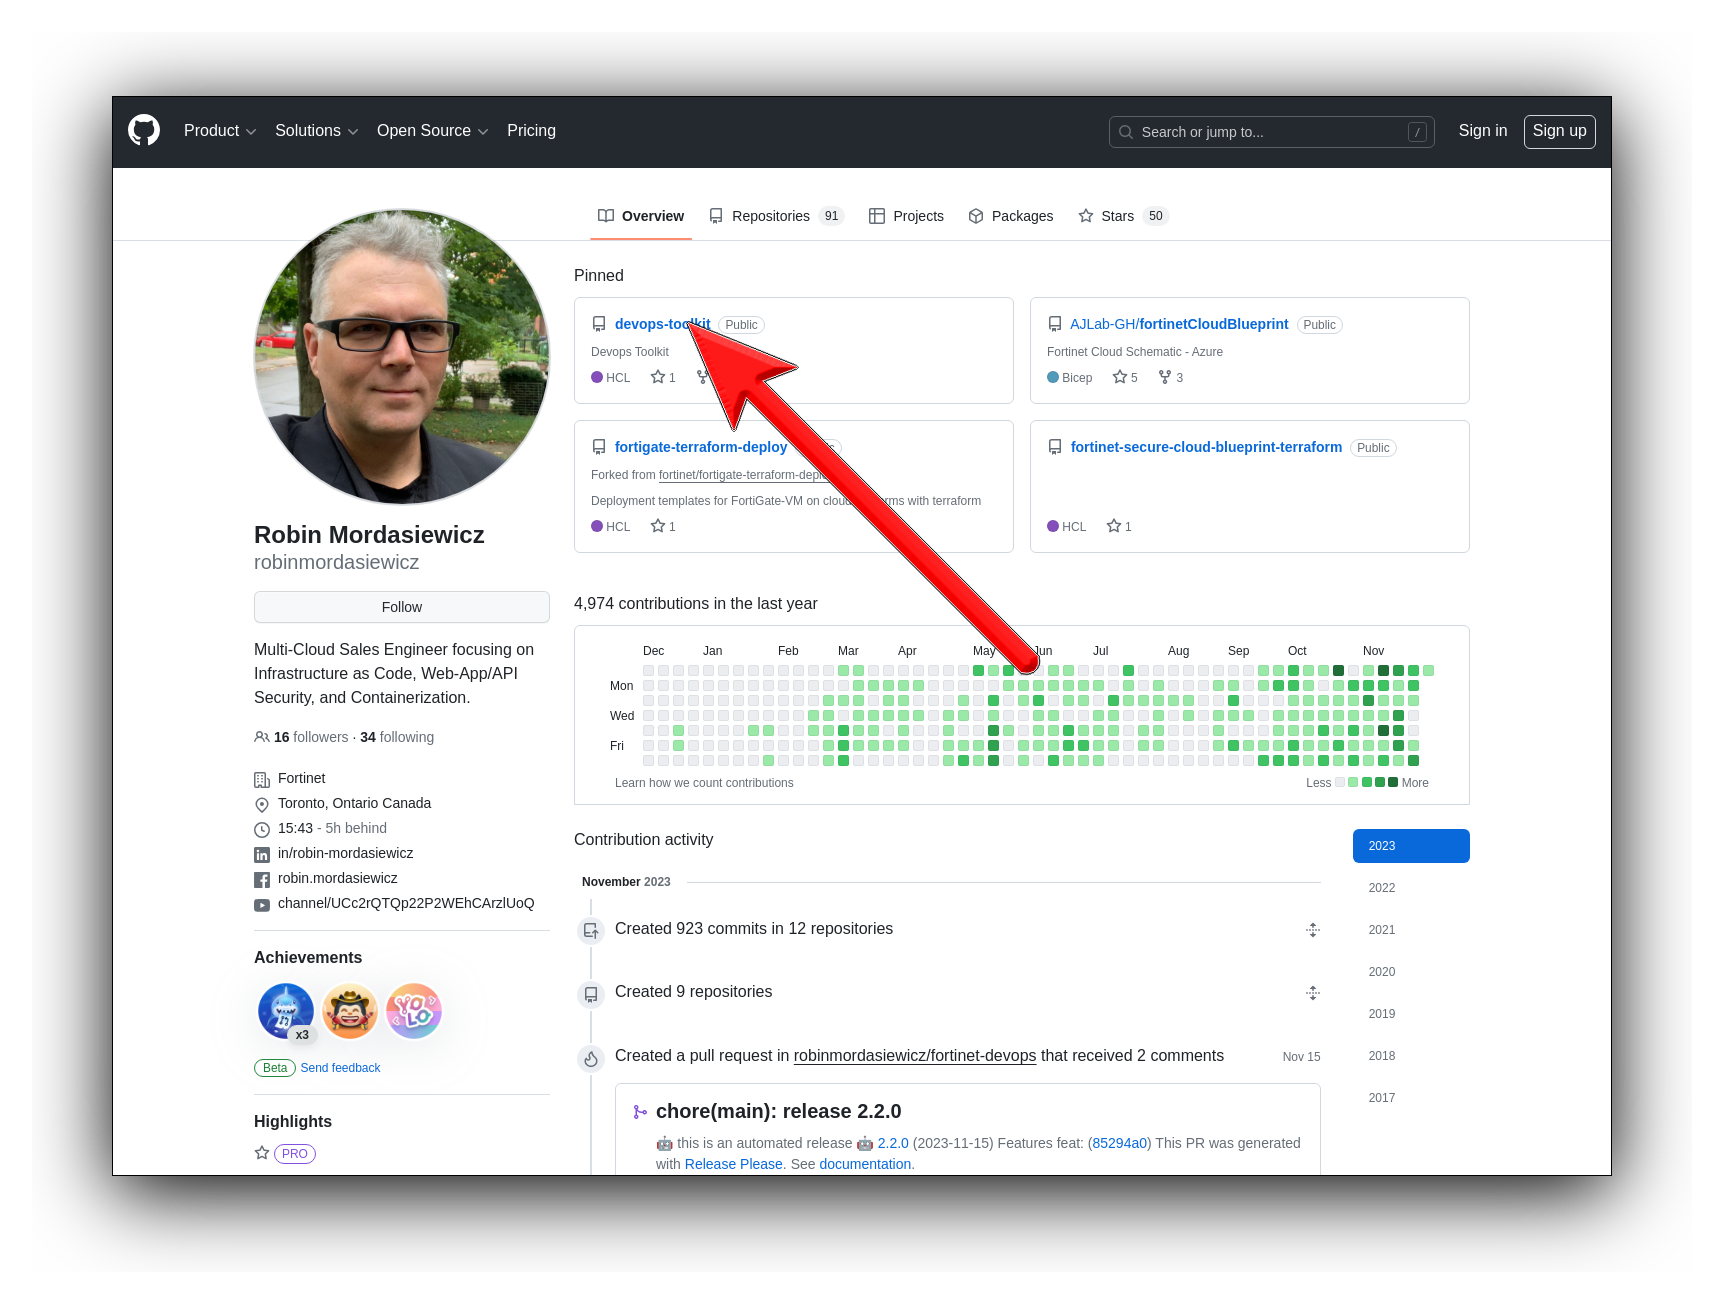 Product Solutions Open Source Pricing Search or jump to... / Sign in Sign up
Overview Repositories 91 Projects Packages Stars 50
Pinned
devops-toolkit Public
Devops Toolkit
HCL 1
AJLab-GH/fortinetCloudBlueprint Public
Fortinet Cloud Schematic - Azure
Bicep 5 3
fortigate-terraform-deploy
Forked from fortinet/fortigate-terraform-deploy
Deployment templates for FortiGate-VM on cloud platforms with terraform
HCL 1
fortinet-secure-cloud-blueprint-terraform Public
HCL 1
Robin Mordasiewicz
robinmordasiewicz
Follow
Multi-Cloud Sales Engineer focusing on
Infrastructure as Code, Web-App/API
Security, and Containerization.
16 followers · 34 following
Fortinet
Toronto, Ontario Canada
15:43 - 5h behind
in/robin-mordasiewicz
robin.mordasiewicz
channel/UCc2rQTQp22P2WEhCArzlUoQ
Achievements
x3
YOLO
Beta Send feedback
Highlights
PRO
4,974 contributions in the last year
Dec Jan Feb Mar Apr May Jun Jul Aug Sep Oct Nov
Mon
Wed
Fri
Learn how we count contributions Less More
Contribution activity
2023
2022
2021
2020
2019
2018
2017
November 2023
Created 923 commits in 12 repositories
Created 9 repositories
Created a pull request in robinmordasiewicz/fortinet-devops that received 2 comments Nov 15
chore(main): release 2.2.0
🤖 this is an automated release 🤖 2.2.0 (2023-11-15) Features feat: (85294a0) This PR was generated
with Release Please. See documentation.